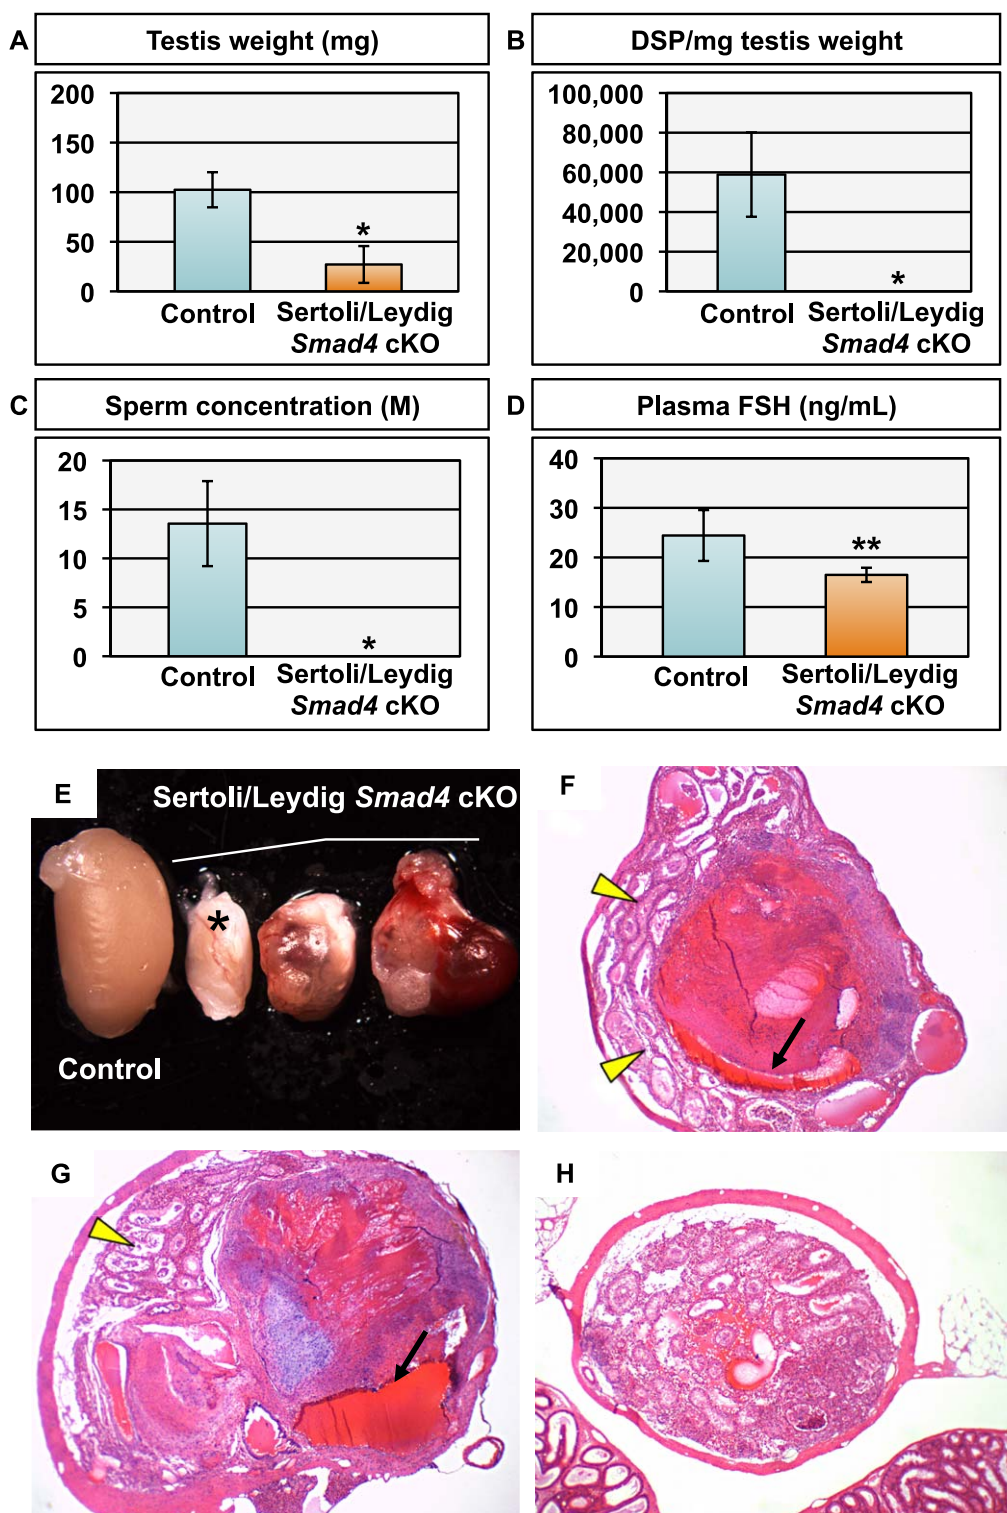 A
Testis weight (mg)
200
150
100
50
0
*
Control
Sertoli/Leydig
Smad4 cKO
B
DSP/mg testis weight
100,000
80,000
60,000
40,000
20,000
0
*
Control
Sertoli/Leydig
Smad4 cKO
C
Sperm concentration (M)
20
15
10
5
0
*
Control
Sertoli/Leydig
Smad4 cKO
D
Plasma FSH (ng/mL)
40
30
20
10
0
**
Control
Sertoli/Leydig
Smad4 cKO
E
Sertoli/Leydig Smad4 cKO
*
Control
F
G
H